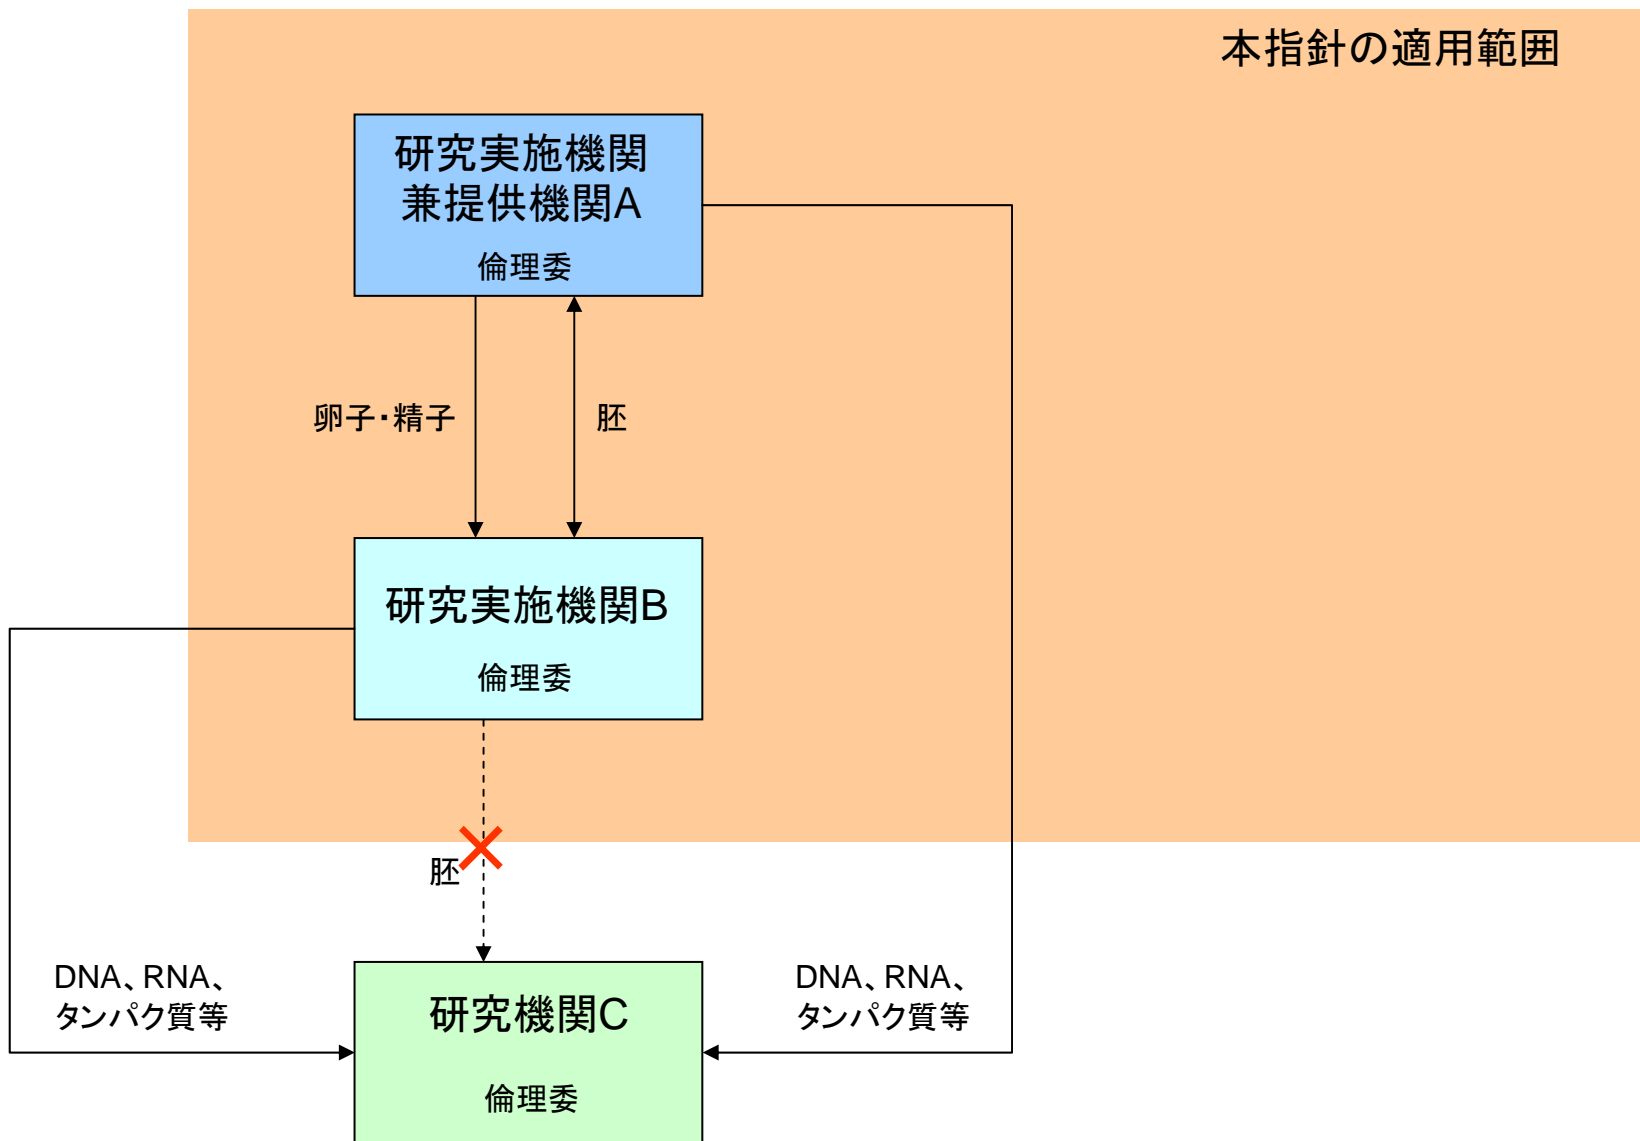 本指針の適用範囲
研究実施機関
兼提供機関A
倫理委
卵子・精子
胚
研究実施機関B
倫理委
胚
DNA、RNA、
タンパク質等
DNA、RNA、
タンパク質等
研究機関C
倫理委